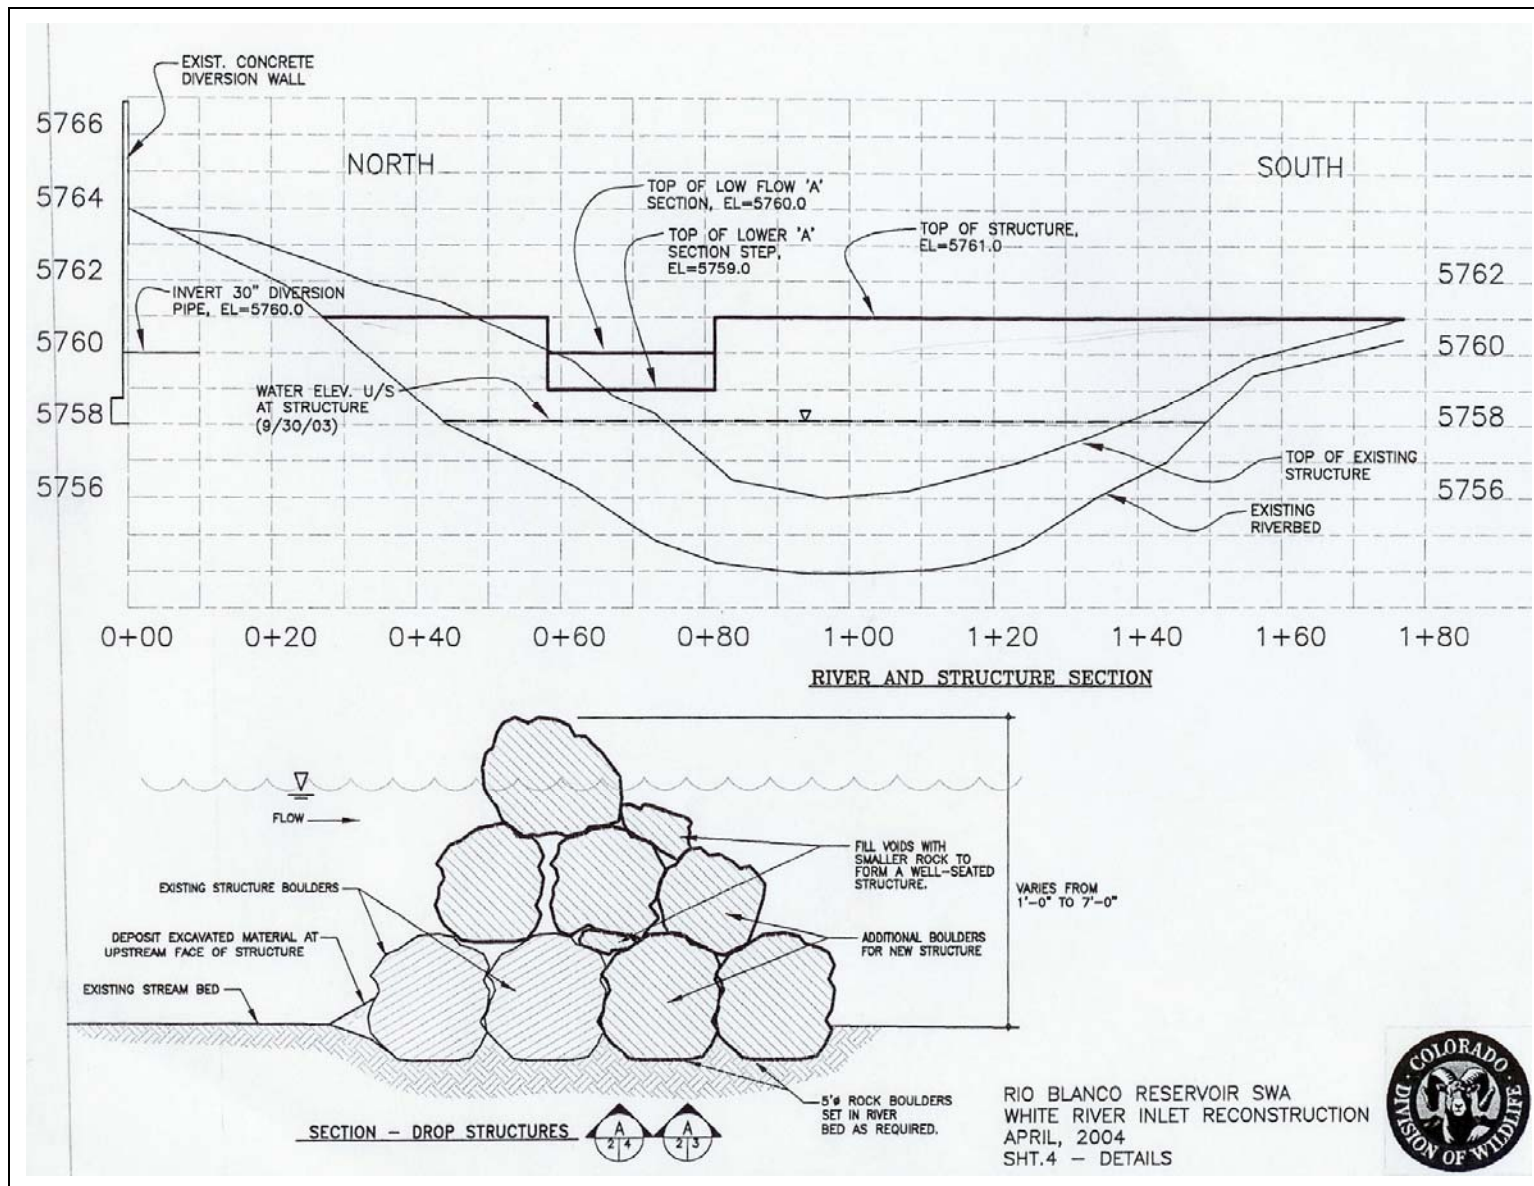 EXIST. CONCRETE
DIVERSION WALL
5766
NORTH
SOUTH
TOP OF LOW FLOW 'A'
SECTION, EL=5760.0
5764
TOP OF LOWER 'A'
SECTION STEP,
EL=5759.0
TOP OF STRUCTURE,
EL=5761.0
5762
5762
INVERT 30" DIVERSION
PIPE, EL=5760.0
5760
5760
WATER ELEV. U/S
AT STRUCTURE
(9/30/03)
5758
5758
TOP OF EXISTING
STRUCTURE
5756
5756
EXISTING
RIVERBED
0+00 0+20 0+40 0+60 0+80 1+00 1+20 1+40 1+60 1+80
RIVER AND STRUCTURE SECTION
FLOW
FILL VOIDS WITH
SMALLER ROCK TO
FORM A WELL-SEATED
STRUCTURE.
EXISTING STRUCTURE BOULDERS
VARIES FROM
1'-0" TO 7'-0"
DEPOSIT EXCAVATED MATERIAL AT
UPSTREAM FACE OF STRUCTURE
ADDITIONAL BOULDERS
FOR NEW STRUCTURE
EXISTING STREAM BED
5'ø ROCK BOULDERS
SET IN RIVER
BED AS REQUIRED.
SECTION - DROP STRUCTURES
A
2 4
A
2 3
RIO BLANCO RESERVOIR SWA
WHITE RIVER INLET RECONSTRUCTION
APRIL, 2004
SHT.4 - DETAILS
COLORADO
DIVISION OF WILDLIFE